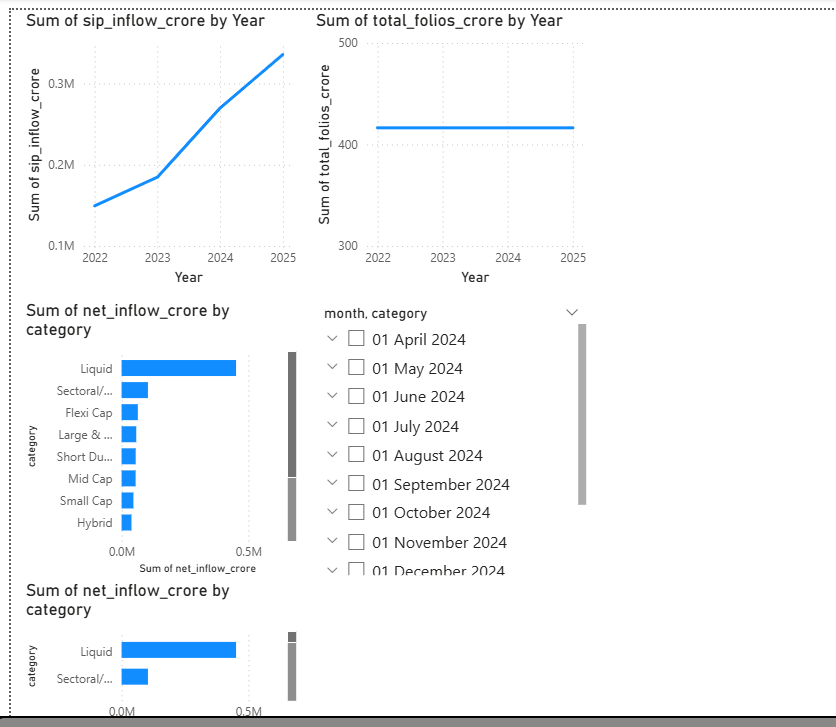 Sum of sip_inflow_crore by Year
Sum of sip_inflow_crore
0.3M
0.2M
0.1M
2022 2023 2024 2025
Year
Sum of total_folios_crore by Year
Sum of total_folios_crore
500
400
300
2022 2023 2024 2025
Year
Sum of net_inflow_crore by
category
category
Liquid
Sectoral/...
Flexi Cap
Large & ...
Short Du...
Mid Cap
Small Cap
Hybrid
0.0M 0.5M
Sum of net_inflow_crore
month, category
01 April 2024
01 May 2024
01 June 2024
01 July 2024
01 August 2024
01 September 2024
01 October 2024
01 November 2024
01 December 2024
Sum of net_inflow_crore by
category
category
Liquid
Sectoral/...
0.0M 0.5M